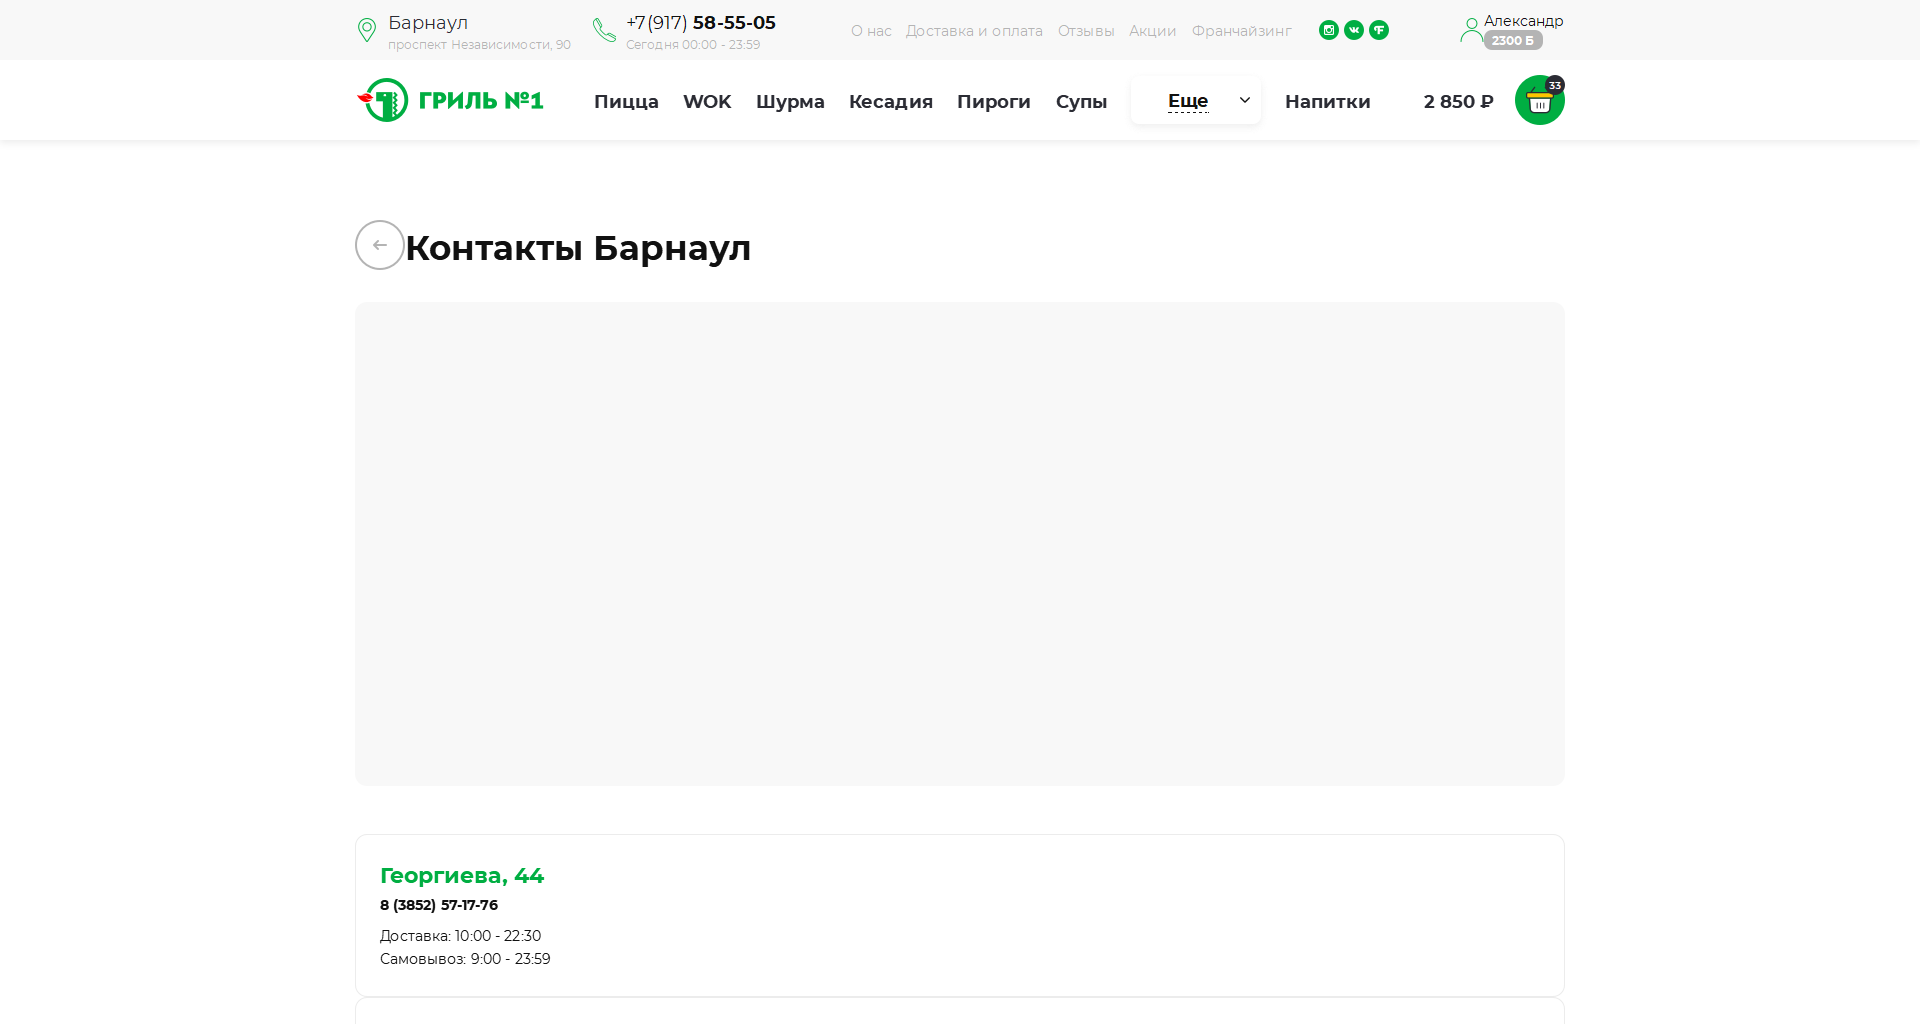 Барнаул
проспект Независимости, 90
+7(917) 58-55-05
Сегодня 00:00 - 23:59
О нас Доставка и оплата Отзывы Акции Франчайзинг
Александр
2300 Б
ГРИЛЬ №1
Пицца WOK Шурма Кесадия Пироги Супы Еще Напитки
2 850 ₽
33
Контакты Барнаул
Георгиева, 44
8 (3852) 57-17-76
Доставка: 10:00 - 22:30
Самовывоз: 9:00 - 23:59